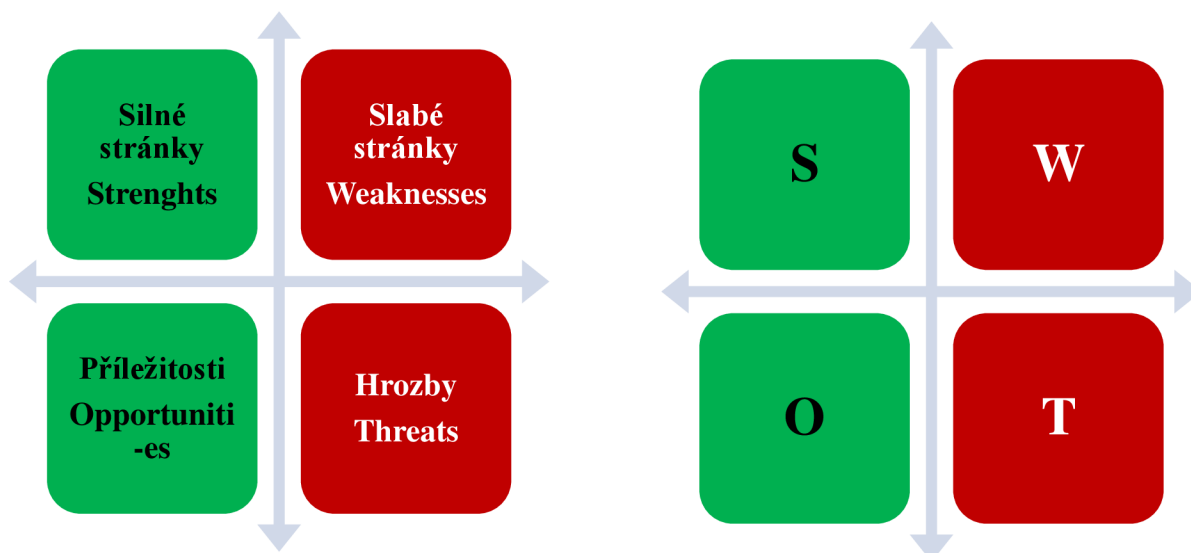 Silné
stránky
Strenghts
Slabé
stránky
Weaknesses
Příležitosti
Opportuniti
-es
Hrozby
Threats
S
W
O
T